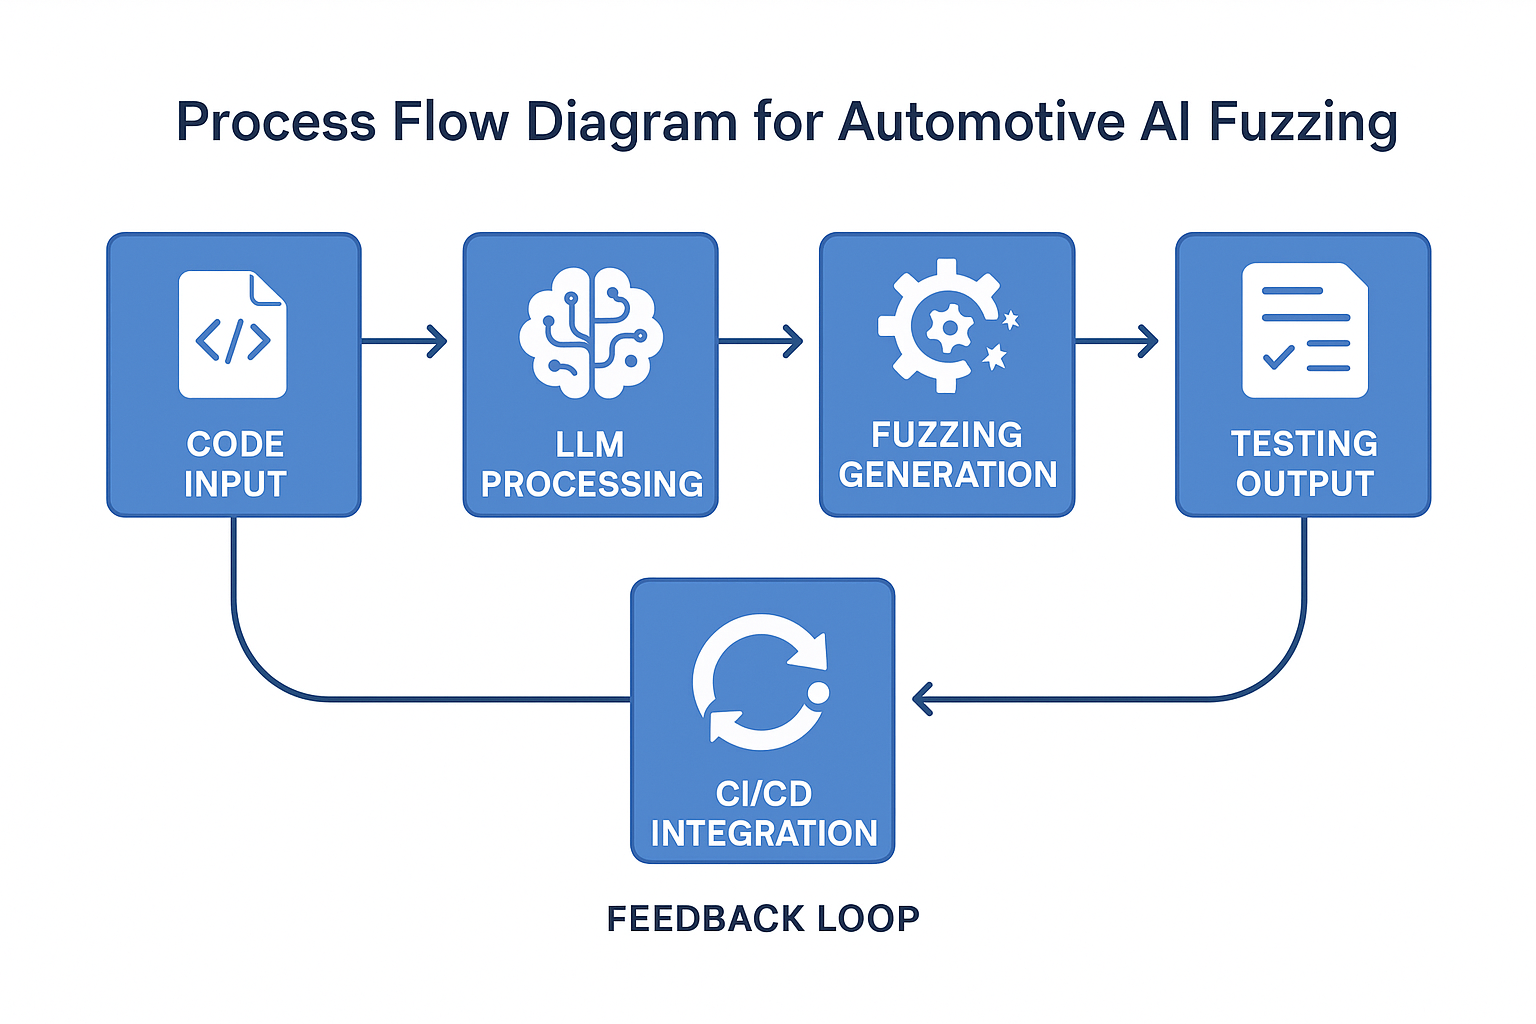 Process Flow Diagram for Automotive AI Fuzzing
</>
CODE
INPUT
LLM
PROCESSING
FUZZING
GENERATION
TESTING
OUTPUT
CI/CD
INTEGRATION
FEEDBACK LOOP